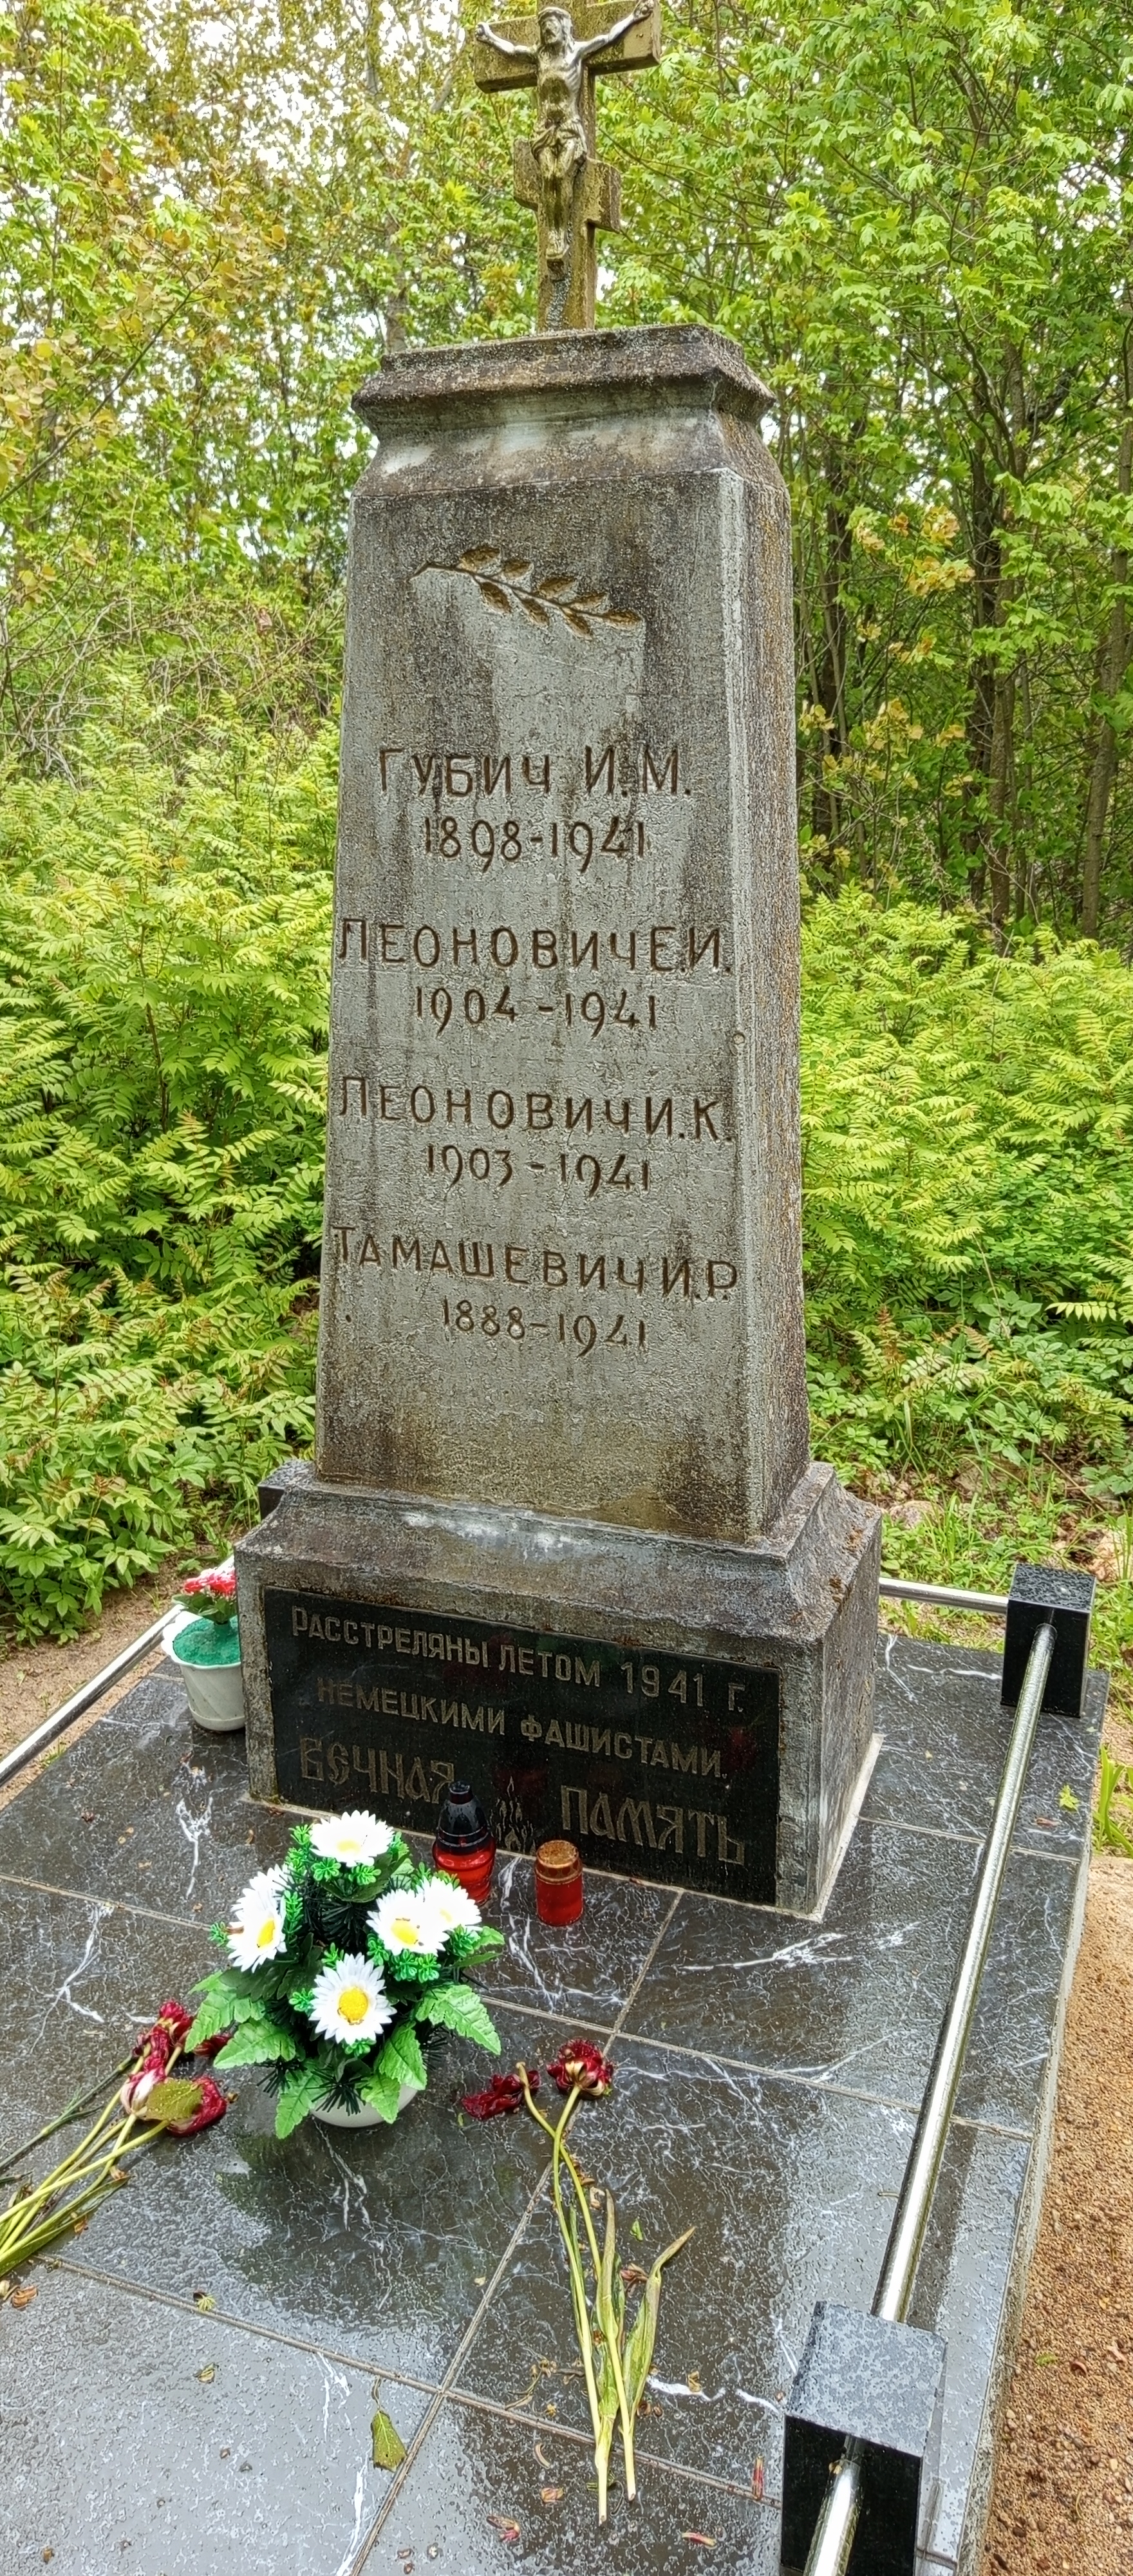 Губич И.М.
1898-1941
Леонович Е.И.
1904-1941
Леонович И.К.
1903-1941
Тамашевич И.Р.
1888-1941
Расстреляны летом 1941 г.
немецкими фашистами.
Вечная память